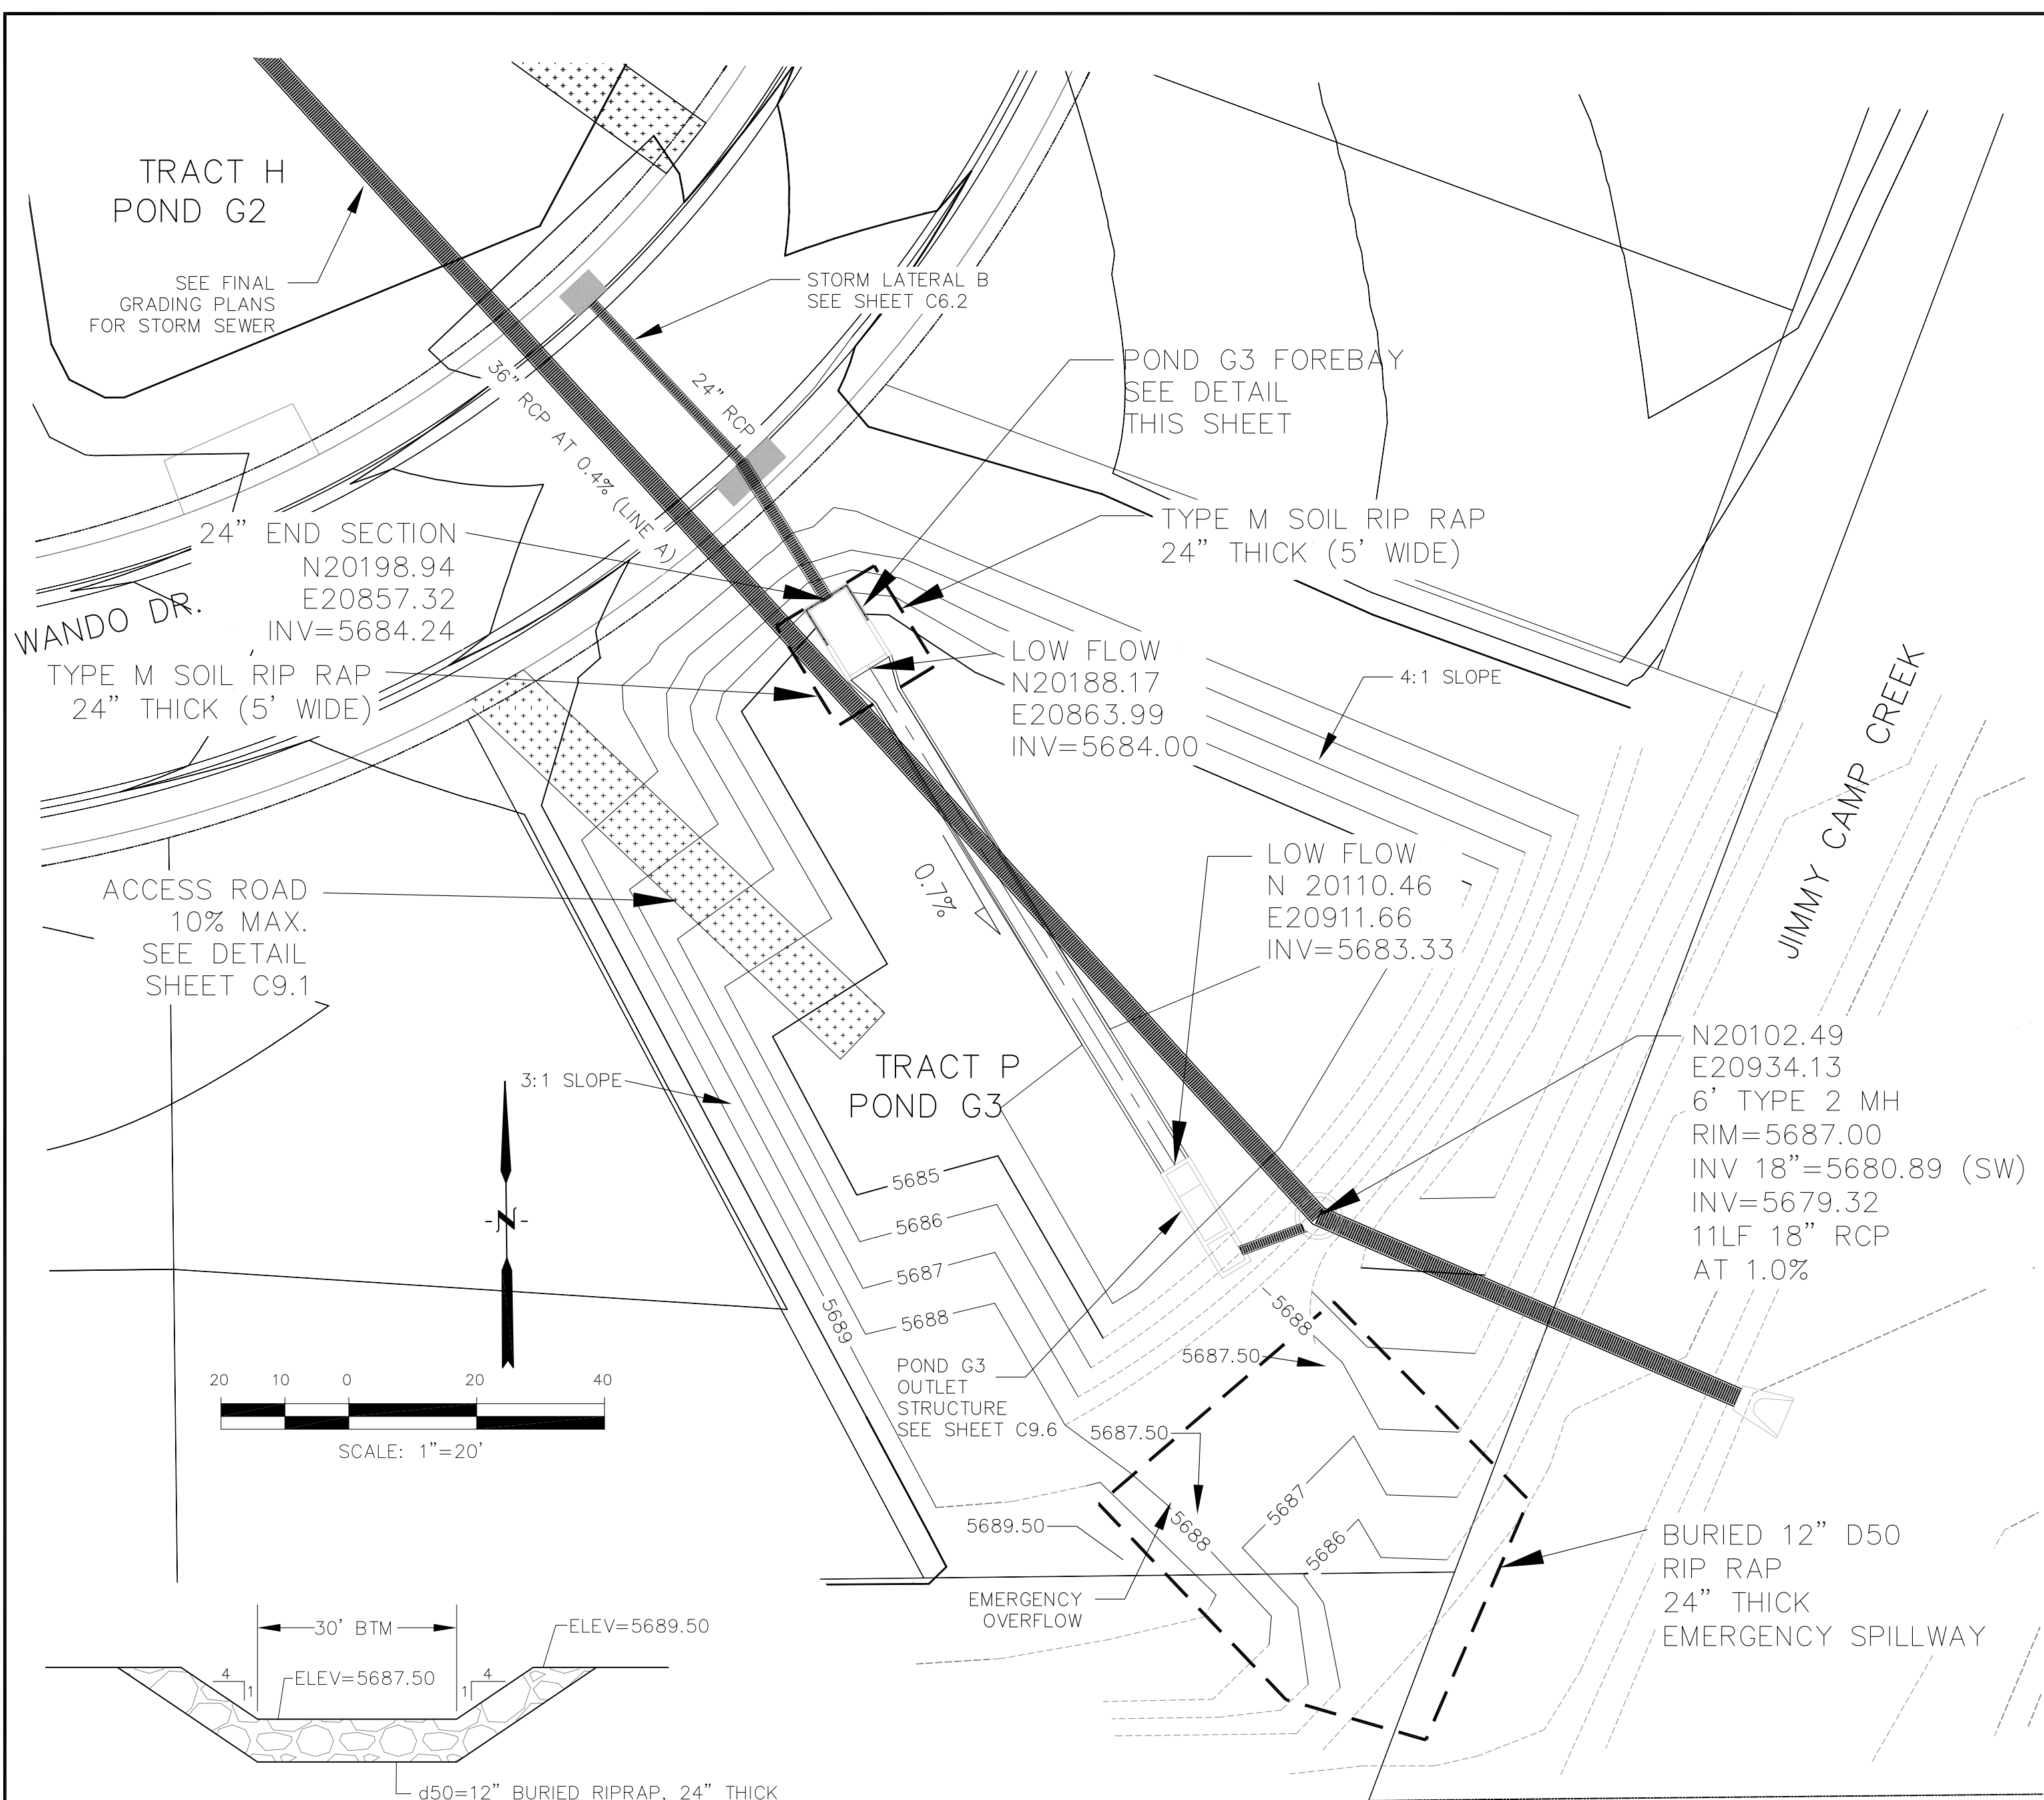 TRACT H
POND G2
SEE FINAL
GRADING PLANS
FOR STORM SEWER
STORM LATERAL B
SEE SHEET C6.2
36" RCP AT 0.4% (LINE A)
24" RCP
POND G3 FOREBAY
SEE DETAIL
THIS SHEET
TYPE M SOIL RIP RAP
24" THICK (5' WIDE)
24" END SECTION
N20198.94
E20857.32
INV=5684.24
WANDO DR.
TYPE M SOIL RIP RAP
24" THICK (5' WIDE)
LOW FLOW
N20188.17
E20863.99
INV=5684.00
4:1 SLOPE
JIMMY CAMP CREEK
0.7%
LOW FLOW
N 20110.46
E20911.66
INV=5683.33
ACCESS ROAD
10% MAX.
SEE DETAIL
SHEET C9.1
3:1 SLOPE
TRACT P
POND G3
N20102.49
E20934.13
6' TYPE 2 MH
RIM=5687.00
INV 18"=5680.89 (SW)
INV=5679.32
11LF 18" RCP
AT 1.0%
5685
5686
5687
5688
5689
-N-
20 10 0 20 40
SCALE: 1"=20'
POND G3
OUTLET
STRUCTURE
SEE SHEET C9.6
5688
5687.50
5687.50
5689.50
5688
5687
5686
EMERGENCY
OVERFLOW
BURIED 12" D50
RIP RAP
24" THICK
EMERGENCY SPILLWAY
30' BTM
ELEV=5689.50
ELEV=5687.50
4
1
4
1
d50=12" BURIED RIPRAP, 24" THICK